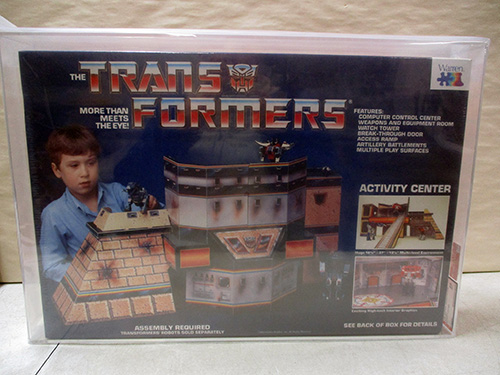 THE TRANS
FORMERS
MORE THAN
MEETS
THE EYE!
Warren
FEATURES:
COMPUTER CONTROL CENTER
WEAPONS AND EQUIPMENT ROOM
WATCH TOWER
BREAK-THROUGH DOOR
ACCESS RAMP
ARTILLERY BATTLEMENTS
MULTIPLE PLAY SURFACES
ACTIVITY CENTER
ASSEMBLY REQUIRED
TRANSFORMERS ROBOTS SOLD SEPARATELY
SEE BACK OF BOX FOR DETAILS